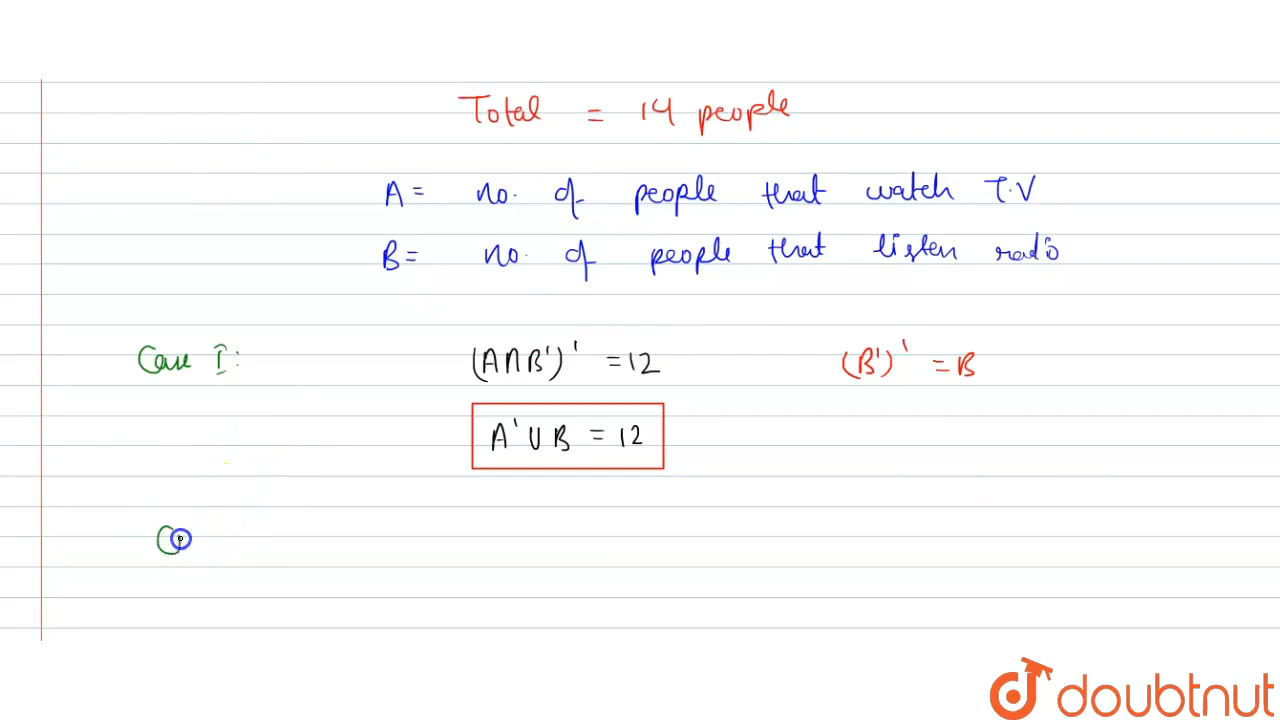 Total = 14 people
A = no. of people that watch T.V
B = no. of people that listen radio
Case I: (A∩B')' = 12 (B')' = B
A'∪B = 12
doubtnut